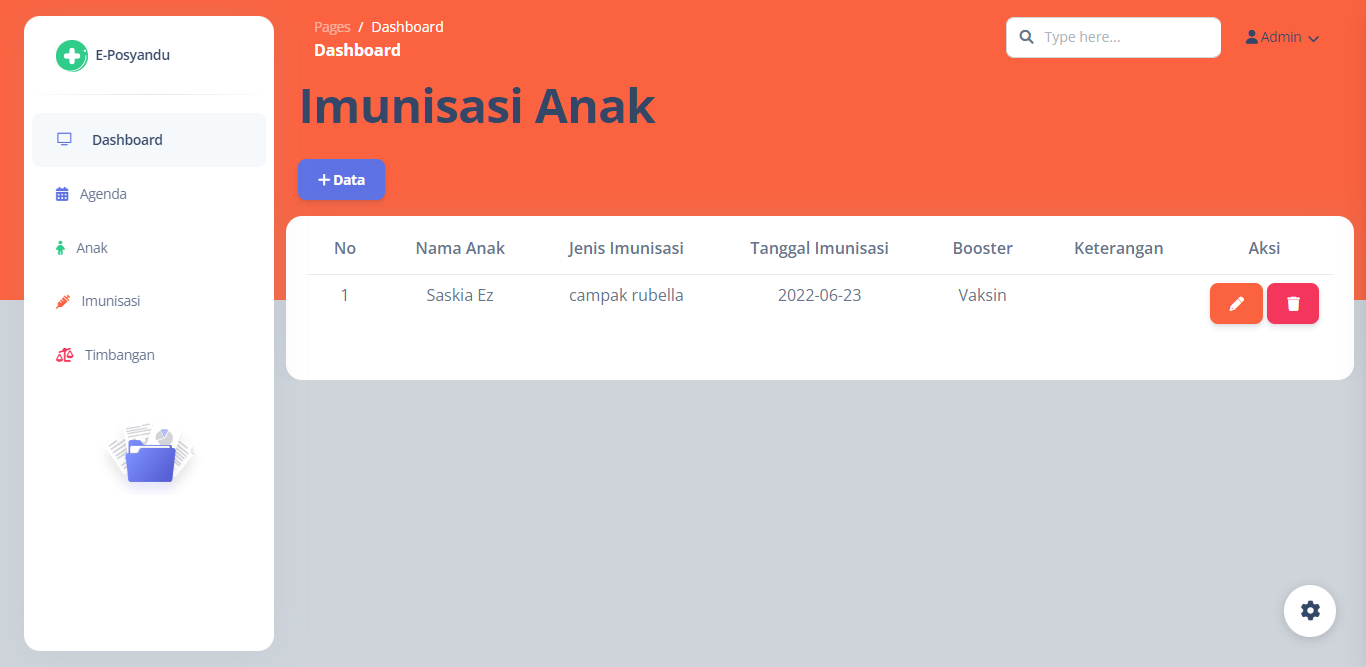 E-Posyandu
Dashboard
Agenda
Anak
Imunisasi
Timbangan
Pages / Dashboard
Dashboard
Type here...
Admin
Imunisasi Anak
+ Data
No Nama Anak Jenis Imunisasi Tanggal Imunisasi Booster Keterangan Aksi
1 Saskia Ez campak rubella 2022-06-23 Vaksin